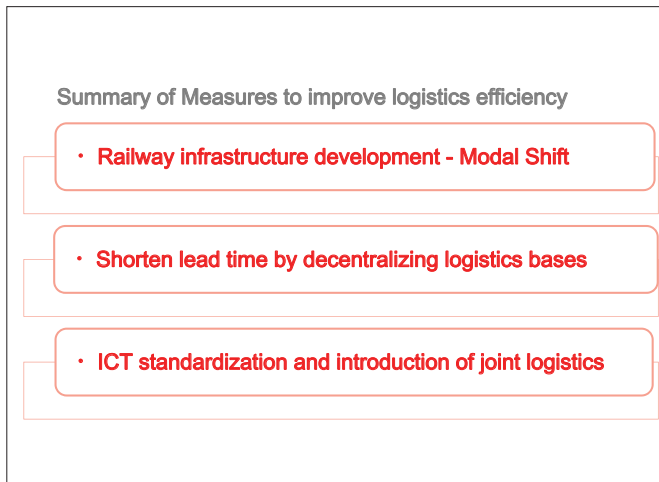 Summary of Measures to improve logistics efficiency
・ Railway infrastructure development - Modal Shift
・ Shorten lead time by decentralizing logistics bases
・ ICT standardization and introduction of joint logistics